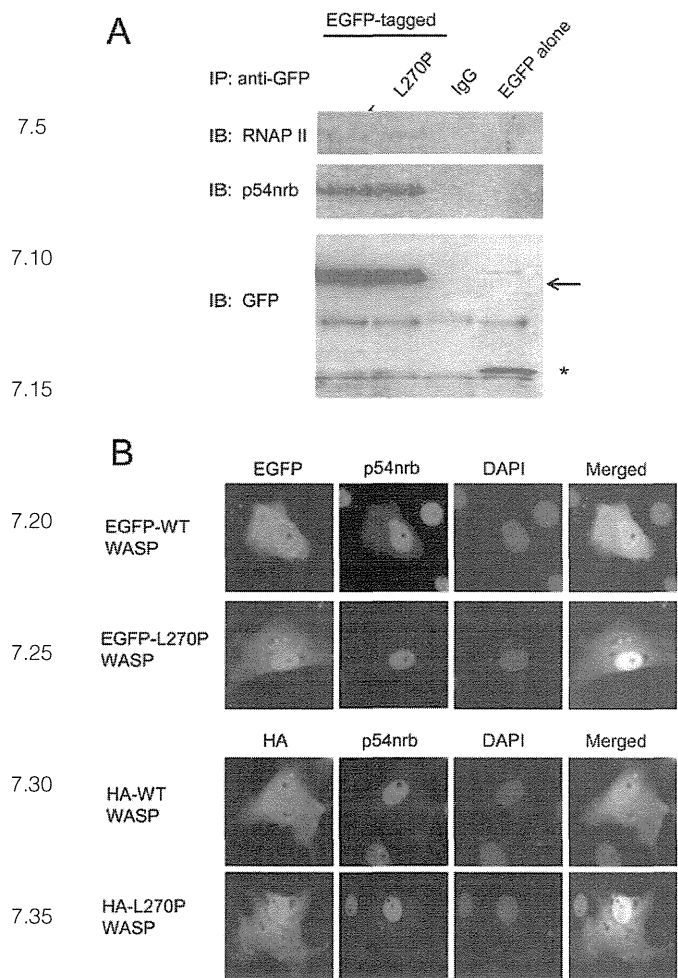 A
EGFP-tagged
IP: anti-GFP
L270P
IgG
EGFP alone
7.5
IB: RNAP II
IB: p54nrb
7.10
IB: GFP
←
7.15
*
B
EGFP p54nrb DAPI Merged
7.20
EGFP-WT
WASP
7.25
EGFP-L270P
WASP
HA p54nrb DAPI Merged
7.30
HA-WT
WASP
7.35
HA-L270P
WASP